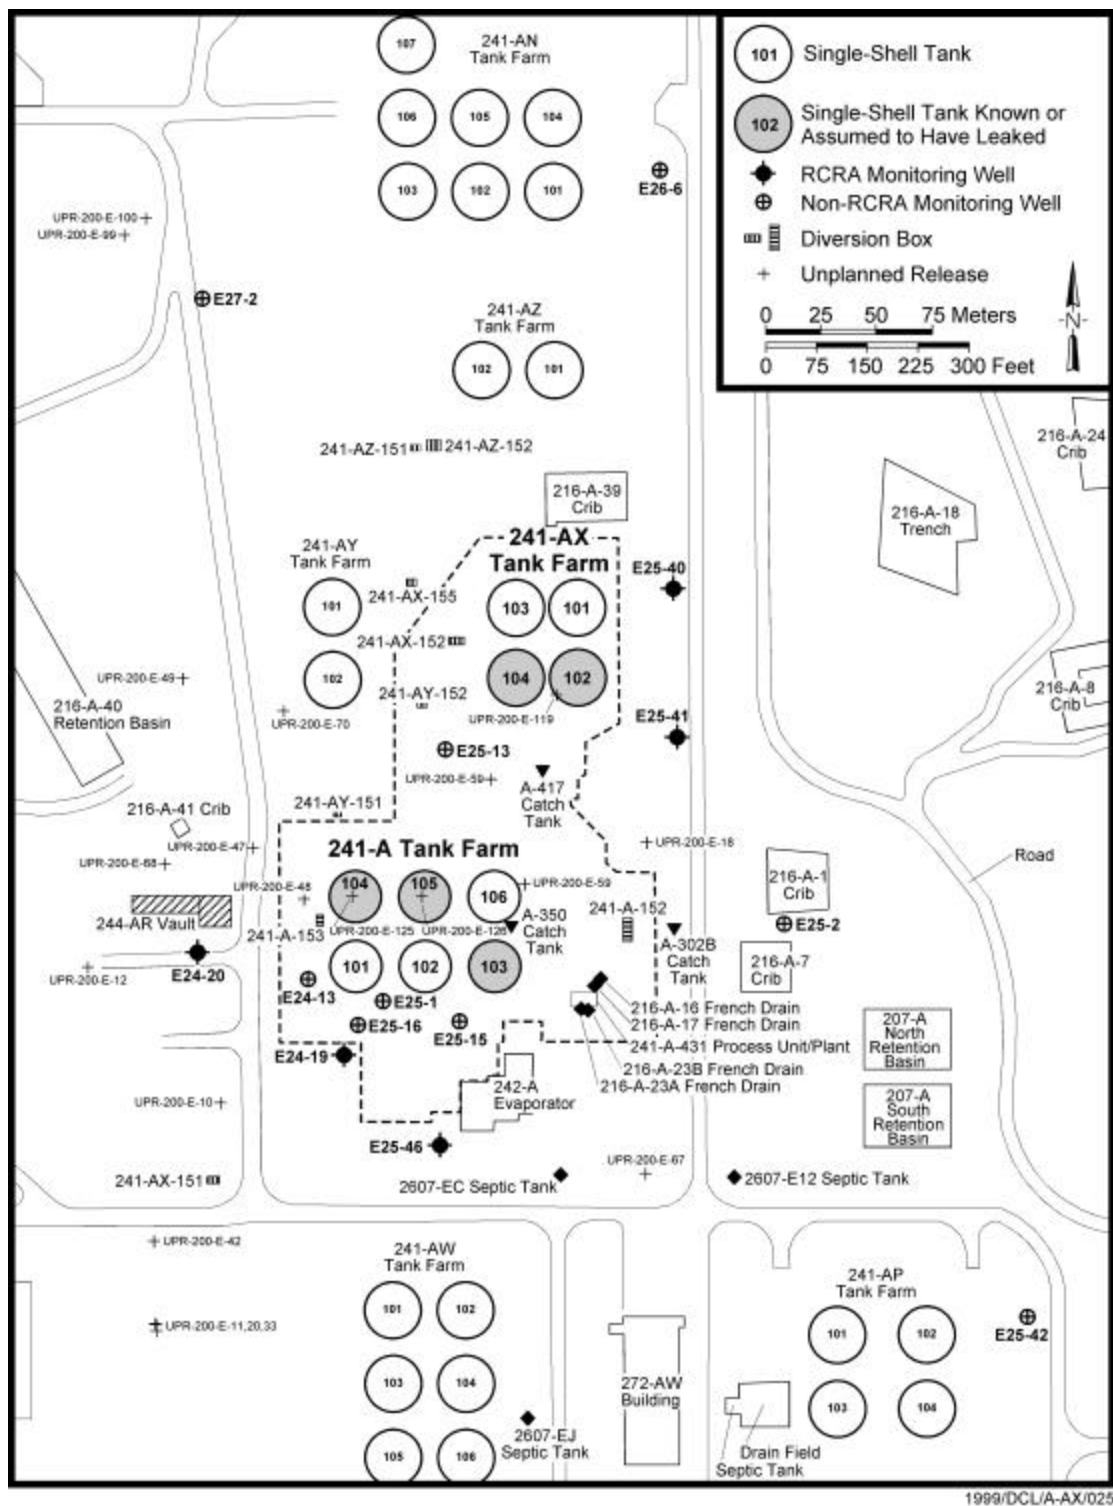 107
241-AN
Tank Farm
106
105
104
103
102
101
E26-6
101
Single-Shell Tank
102
Single-Shell Tank Known or
Assumed to Have Leaked
RCRA Monitoring Well
Non-RCRA Monitoring Well
Diversion Box
Unplanned Release
0 25 50 75 Meters
0 75 150 225 300 Feet
-N-
UPR-200-E-100
UPR-200-E-99
E27-2
241-AZ
Tank Farm
102
101
241-AZ-151
241-AZ-152
216-A-39
Crib
216-A-24
Crib
216-A-18
Trench
241-AY
Tank Farm
101
102
241-AX
Tank Farm
103
101
104
102
E25-40
241-AX-155
241-AX-152
241-AY-152
UPR-200-E-119
UPR-200-E-49
216-A-40
Retention Basin
UPR-200-E-70
216-A-8
Crib
E25-41
E25-13
UPR-200-E-59
A-417
Catch
Tank
241-AY-151
216-A-41 Crib
UPR-200-E-47
UPR-200-E-68
241-A Tank Farm
UPR-200-E-18
Road
216-A-1
Crib
UPR-200-E-48
104
105
106
UPR-200-E-59
244-AR Vault
241-A-153
UPR-200-E-125
UPR-200-E-126
A-350
Catch
Tank
241-A-152
E25-2
A-302B
Catch
Tank
216-A-7
Crib
101
102
103
UPR-200-E-12
E24-20
E24-13
E25-1
E25-16
E25-15
E24-19
216-A-16 French Drain
216-A-17 French Drain
241-A-431 Process Unit/Plant
216-A-23B French Drain
216-A-23A French Drain
207-A
North
Retention
Basin
207-A
South
Retention
Basin
242-A
Evaporator
UPR-200-E-10
E25-46
UPR-200-E-67
241-AX-151
2607-EC Septic Tank
2607-E12 Septic Tank
UPR-200-E-42
241-AW
Tank Farm
101
102
103
104
105
106
UPR-200-E-11,20,33
241-AP
Tank Farm
101
102
103
104
E25-42
272-AW
Building
2607-EJ
Septic Tank
Drain Field
Septic Tank
1999/DCL/A-AX/025